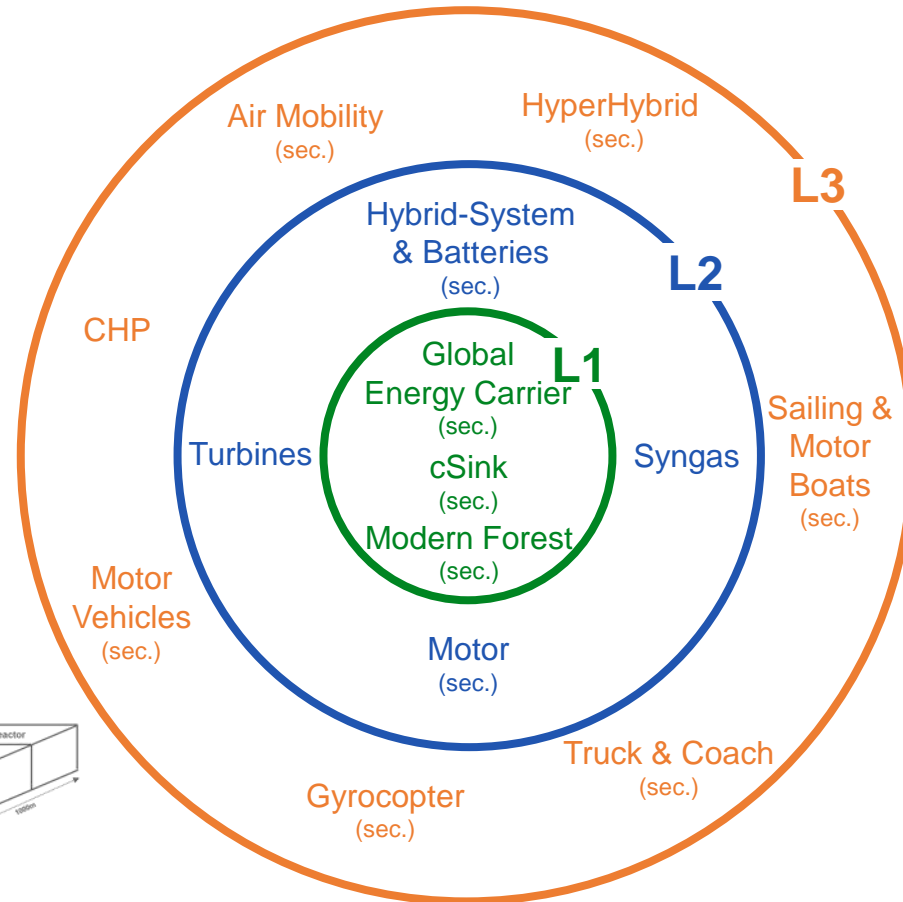 Air Mobility
(sec.)
HyperHybrid
(sec.)
L3
Hybrid-System
& Batteries
(sec.)
L2
CHP
Global
Energy Carrier
(sec.)
L1
cSink
(sec.)
Modern Forest
(sec.)
Turbines
Syngas
Sailing &
Motor
Boats
(sec.)
Motor
Vehicles
(sec.)
Motor
(sec.)
Truck & Coach
(sec.)
Gyrocopter
(sec.)
1000m